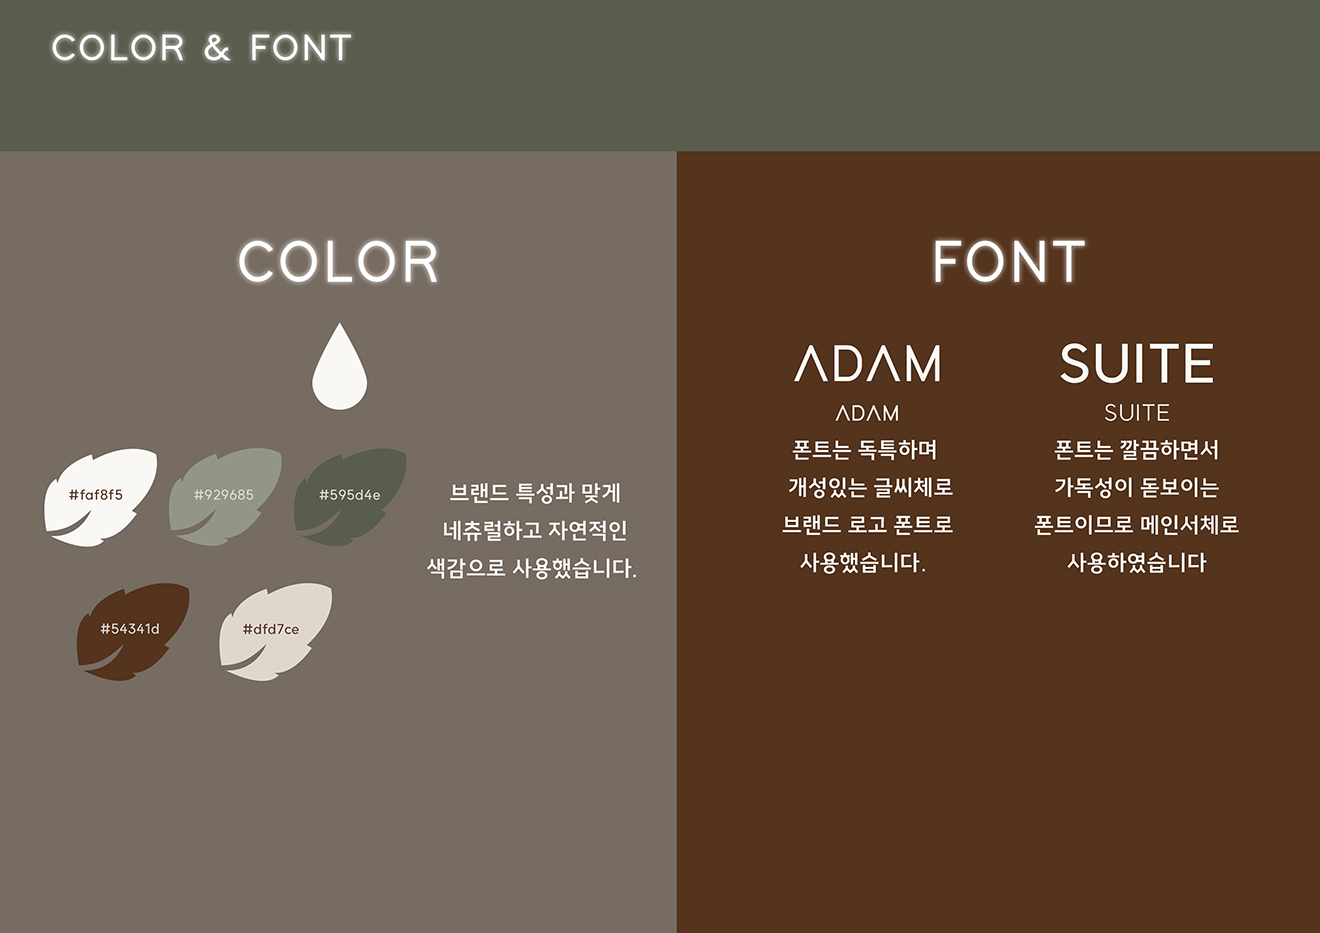 COLOR & FONT
COLOR
#faf8f5
#929685
#595d4e
#54341d
#dfd7ce
브랜드 특성과 맞게
네츄럴하고 자연적인
색감으로 사용했습니다.
FONT
ADAM
ADAM
폰트는 독특하며
개성있는 글씨체로
브랜드 로고 폰트로
사용했습니다.
SUITE
SUITE
폰트는 깔끔하면서
가독성이 돋보이는
폰트이므로 메인서체로
사용하였습니다